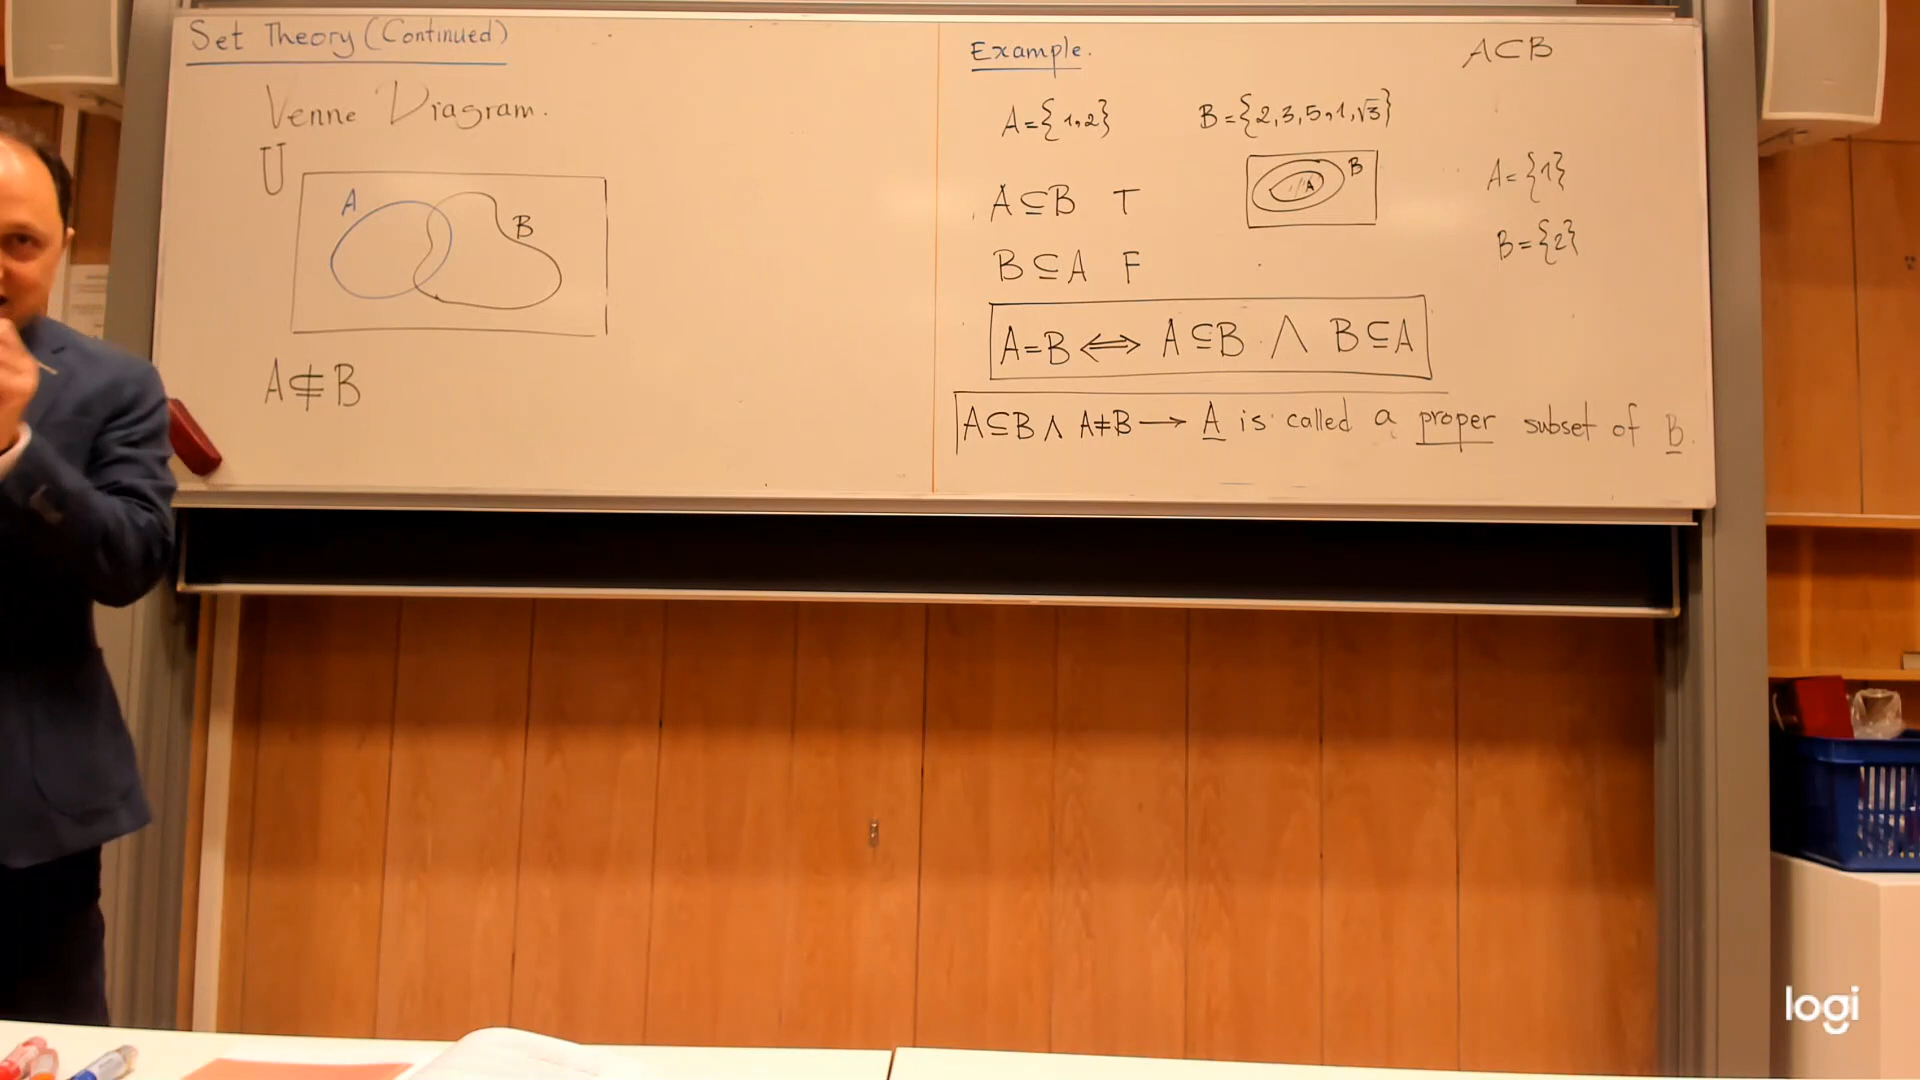 Set Theory (Continued)
Venne Diagram.
U
A
B
A⊈B
Example.
A⊂B
A={1,2}
B={2,3,5,1,√3}
A⊆B T
B
A
A={1}
B={2}
B⊆A F
A=B ⟺ A⊆B ∧ B⊆A
A⊆B ∧ A≠B → A is called a proper subset of B.
logi